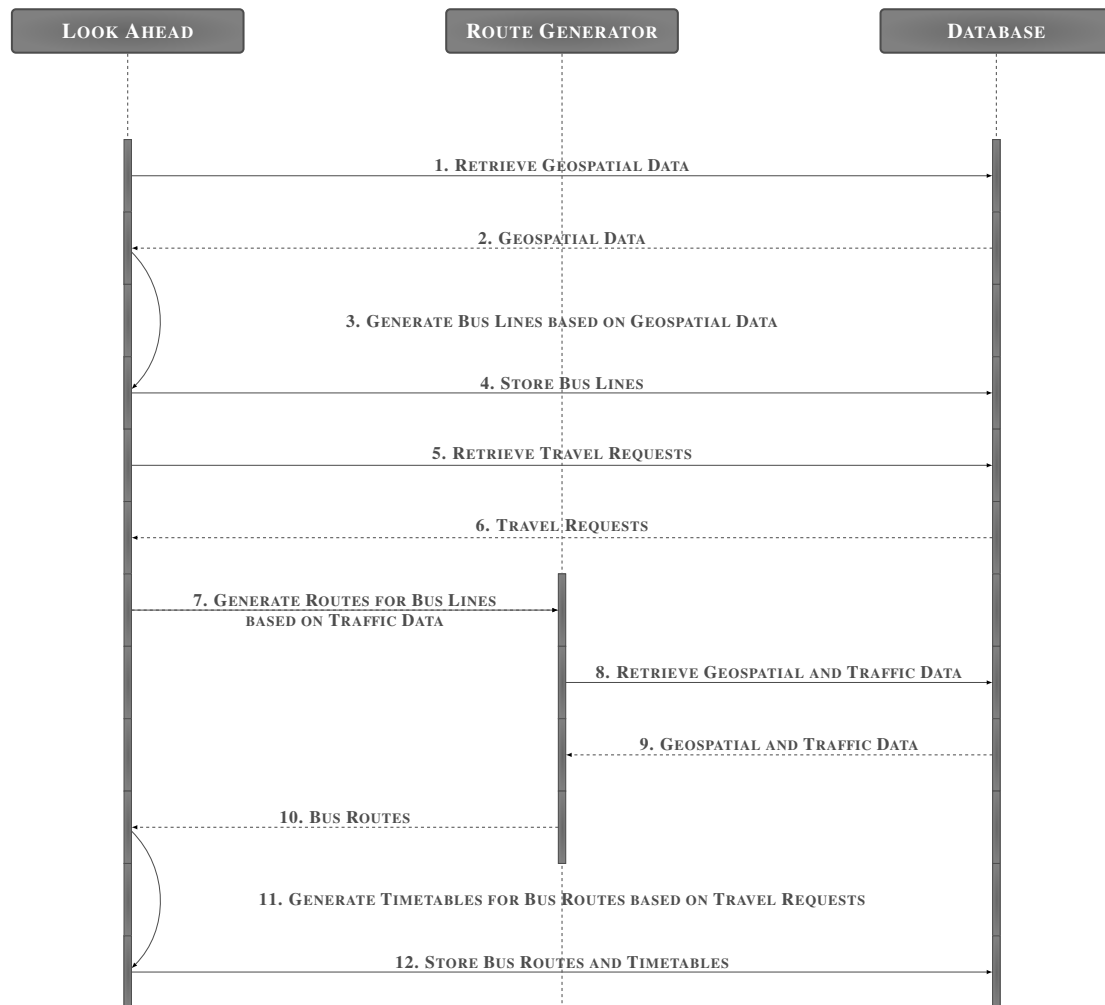 LOOK AHEAD
ROUTE GENERATOR
DATABASE
1. RETRIEVE GEOSPATIAL DATA
2. GEOSPATIAL DATA
3. GENERATE BUS LINES BASED ON GEOSPATIAL DATA
4. STORE BUS LINES
5. RETRIEVE TRAVEL REQUESTS
6. TRAVEL REQUESTS
7. GENERATE ROUTES FOR BUS LINES
BASED ON TRAFFIC DATA
8. RETRIEVE GEOSPATIAL AND TRAFFIC DATA
9. GEOSPATIAL AND TRAFFIC DATA
10. BUS ROUTES
11. GENERATE TIMETABLES FOR BUS ROUTES BASED ON TRAVEL REQUESTS
12. STORE BUS ROUTES AND TIMETABLES